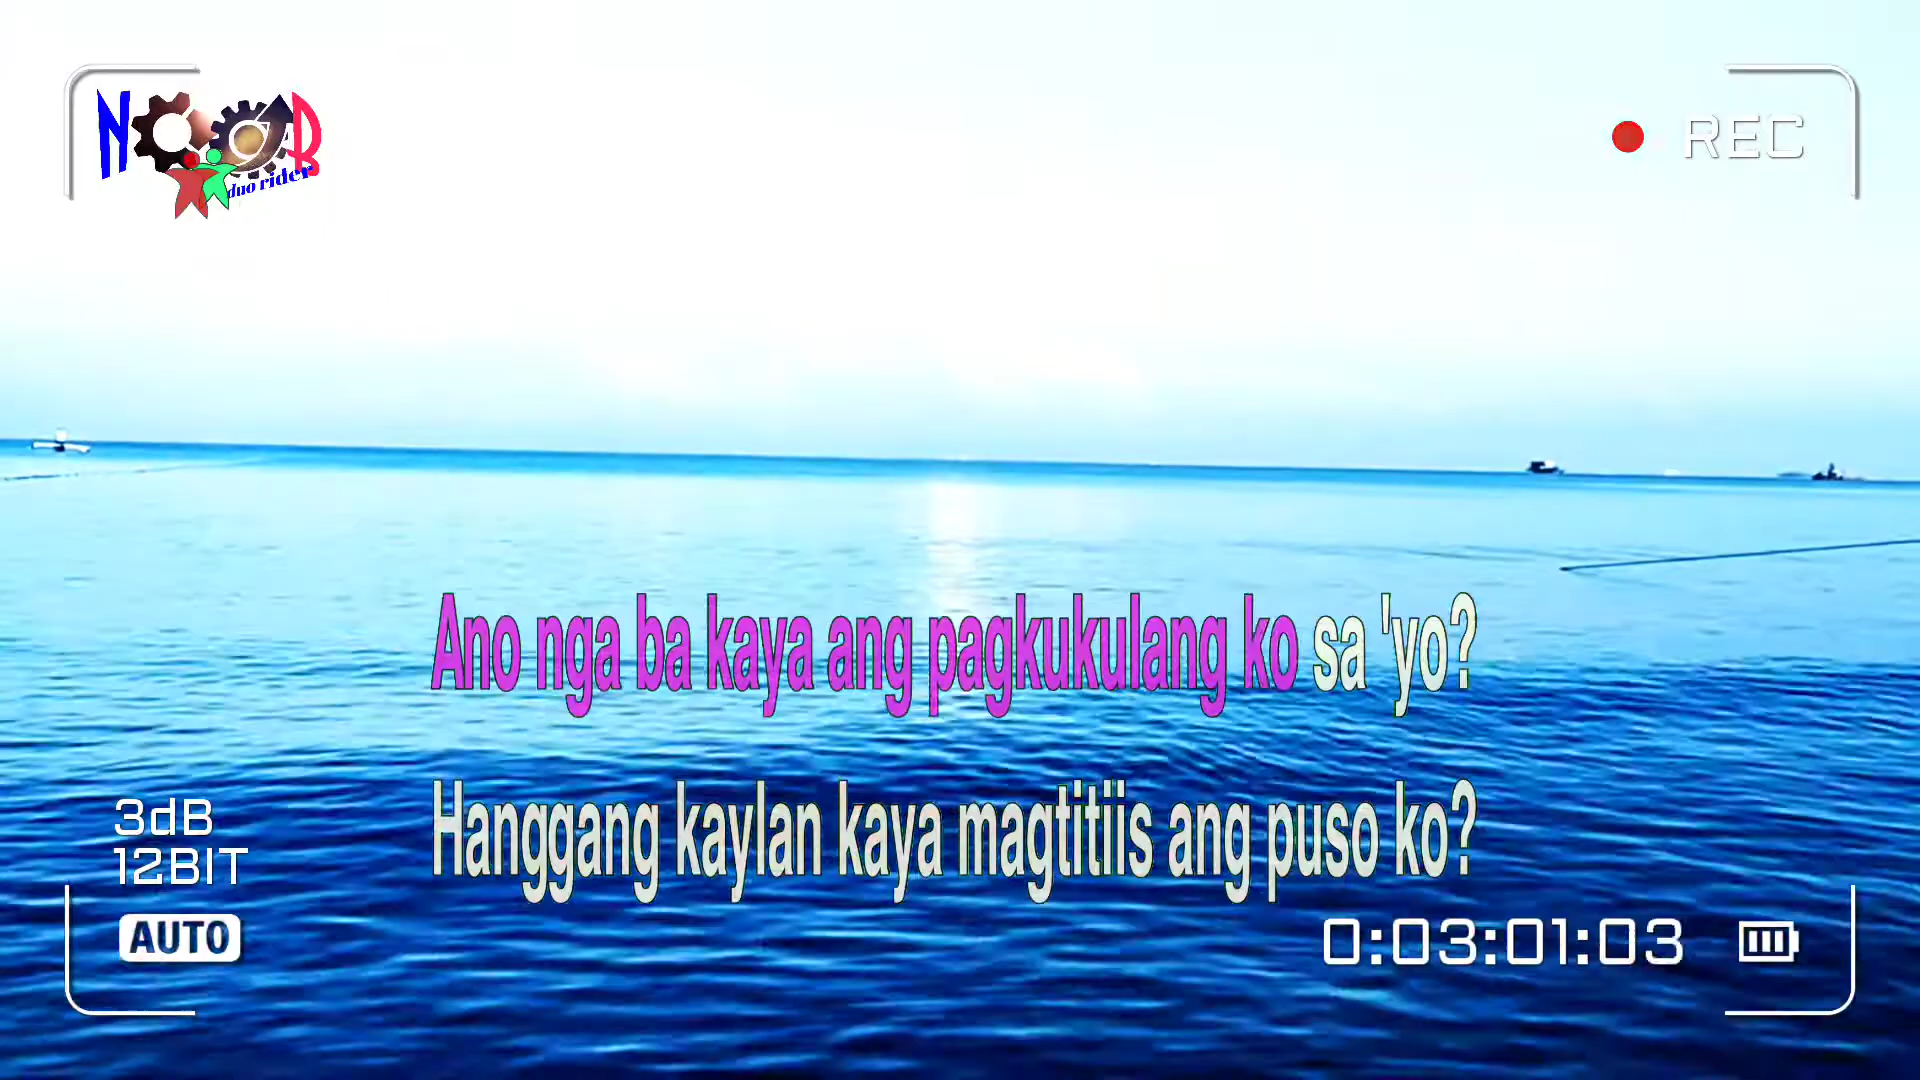 duo rider
REC
Ano nga ba kaya ang pagkukulang ko sa 'yo?
Hanggang kaylan kaya magtitiis ang puso ko?
3dB
12BIT
AUTO
0:03:01:03